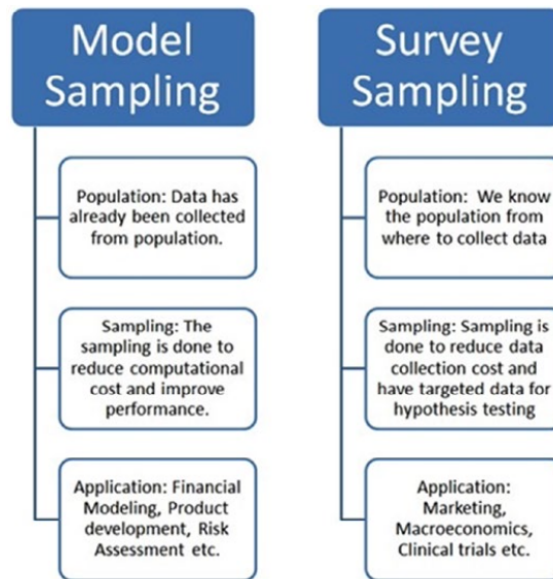 Model
Sampling
Population: Data has
already been collected
from population.
Sampling: The
sampling is done to
reduce computational
cost and improve
performance.
Application: Financial
Modeling, Product
development, Risk
Assessment etc.
Survey
Sampling
Population: We know
the population from
where to collect data
Sampling: Sampling is
done to reduce data
collection cost and
have targeted data for
hypothesis testing
Application:
Marketing,
Macroeconomics,
Clinical trials etc.